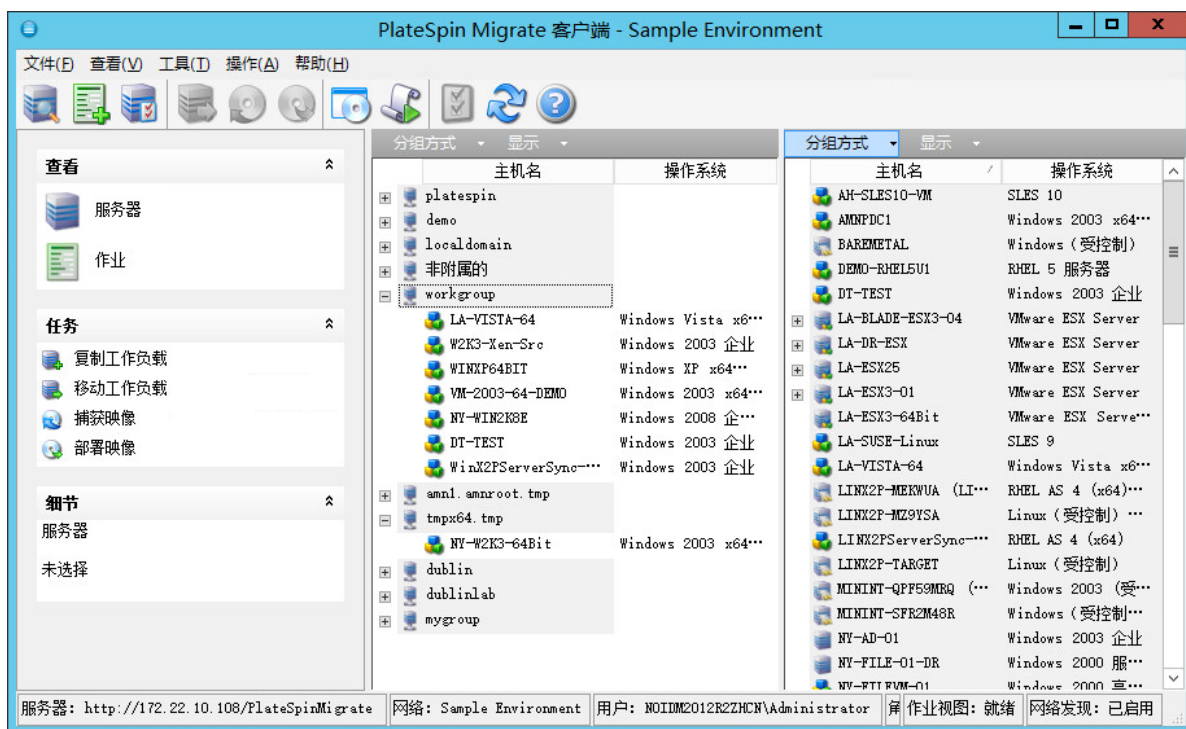 PlateSpin Migrate 客户端 - Sample Environment
文件(F) 查看(V) 工具(T) 操作(A) 帮助(H)
查看
服务器
作业
任务
复制工作负载
移动工作负载
捕获映像
部署映像
细节
服务器
未选择
分组方式 显示
主机名 操作系统
platespin
demo
localdomain
非附属的
workgroup
LA-VISTA-64 Windows Vista x6···
W2K3-Xen-Src Windows 2003 企业
WINXP64BIT Windows XP x64···
VM-2003-64-DEMO Windows 2003 x64···
NY-WIN2K8E Windows 2008 企···
DT-TEST Windows 2003 企业
WinX2PServerSync-··· Windows 2003 企业
amn1.amnroot.tmp
tmpx64.tmp
NY-W2K3-64Bit Windows 2003 x64···
dublin
dublinlab
mygroup
分组方式 显示
主机名 操作系统
AH-SLES10-VM SLES 10
AMNPDC1 Windows 2003 x64···
BAREMETAL Windows (受控制)
DEMO-RHEL5U1 RHEL 5 服务器
DT-TEST Windows 2003 企业
LA-BLADE-ESX3-04 VMware ESX Server
LA-DR-ESX VMware ESX Server
LA-ESX25 VMware ESX Server
LA-ESX3-01 VMware ESX Server
LA-ESX3-64Bit VMware ESX Serve···
LA-SUSE-Linux SLES 9
LA-VISTA-64 Windows Vista x6···
LINX2P-MEKWUA (LI··· RHEL AS 4 (x64)···
LINX2P-MZ9YSA Linux (受控制) ···
LINX2PServerSync-··· RHEL AS 4 (x64)
LINX2P-TARGET Linux (受控制)
MININT-QPF59MRQ (··· Windows 2003 (受···
MININT-SFR2M48R Windows (受控制···
NY-AD-01 Windows 2003 企业
NY-FILE-01-DR Windows 2000 服···
NY-FILEVM-01 Windows 2000 高···
服务器: http://172.22.10.108/PlateSpinMigrate 网络: Sample Environment 用户: NOIDM2012R2ZHCN\Administrator 作业视图: 就绪 网络发现: 已启用